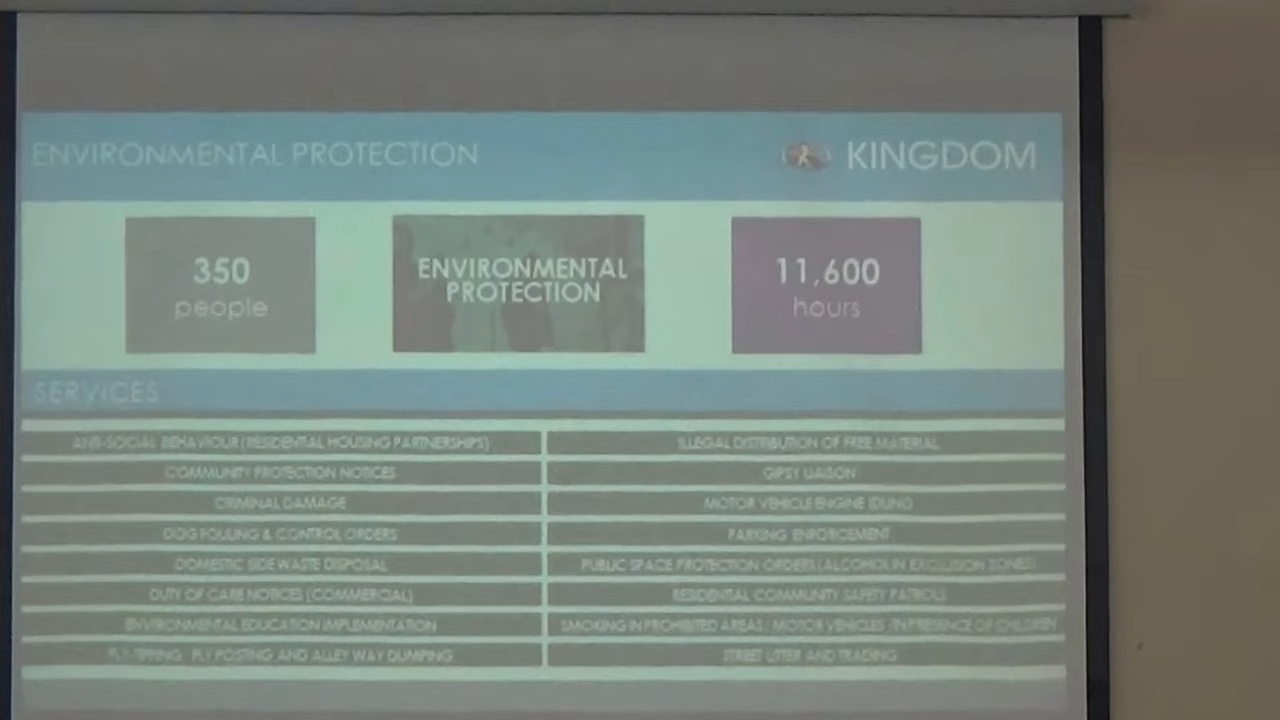 ENVIRONMENTAL PROTECTION
KINGDOM
350
people
ENVIRONMENTAL
PROTECTION
11,600
hours
SERVICES
ANTI-SOCIAL BEHAVIOUR (RESIDENTIAL HOUSING PARTNERSHIPS)
ILLEGAL DISTRIBUTION OF FREE MATERIAL
COMMUNITY PROTECTION NOTICES
GIPSY LIAISON
CRIMINAL DAMAGE
MOTOR VEHICLE ENGINE IDLING
DOG FOULING & CONTROL ORDERS
PARKING ENFORCEMENT
DOMESTIC SIDE WASTE DISPOSAL
PUBLIC SPACE PROTECTION ORDERS (ALCOHOL IN EXCLUSION ZONES)
DUTY OF CARE NOTICES (COMMERCIAL)
RESIDENTIAL COMMUNITY SAFETY PATROLS
ENVIRONMENTAL EDUCATION IMPLEMENTATION
SMOKING IN PROHIBITED AREAS / MOTOR VEHICLES /IN PRESENCE OF CHILDREN
FLY-TIPPING, FLY POSTING AND ALLEY WAY DUMPING
STREET LITTER AND TRADING